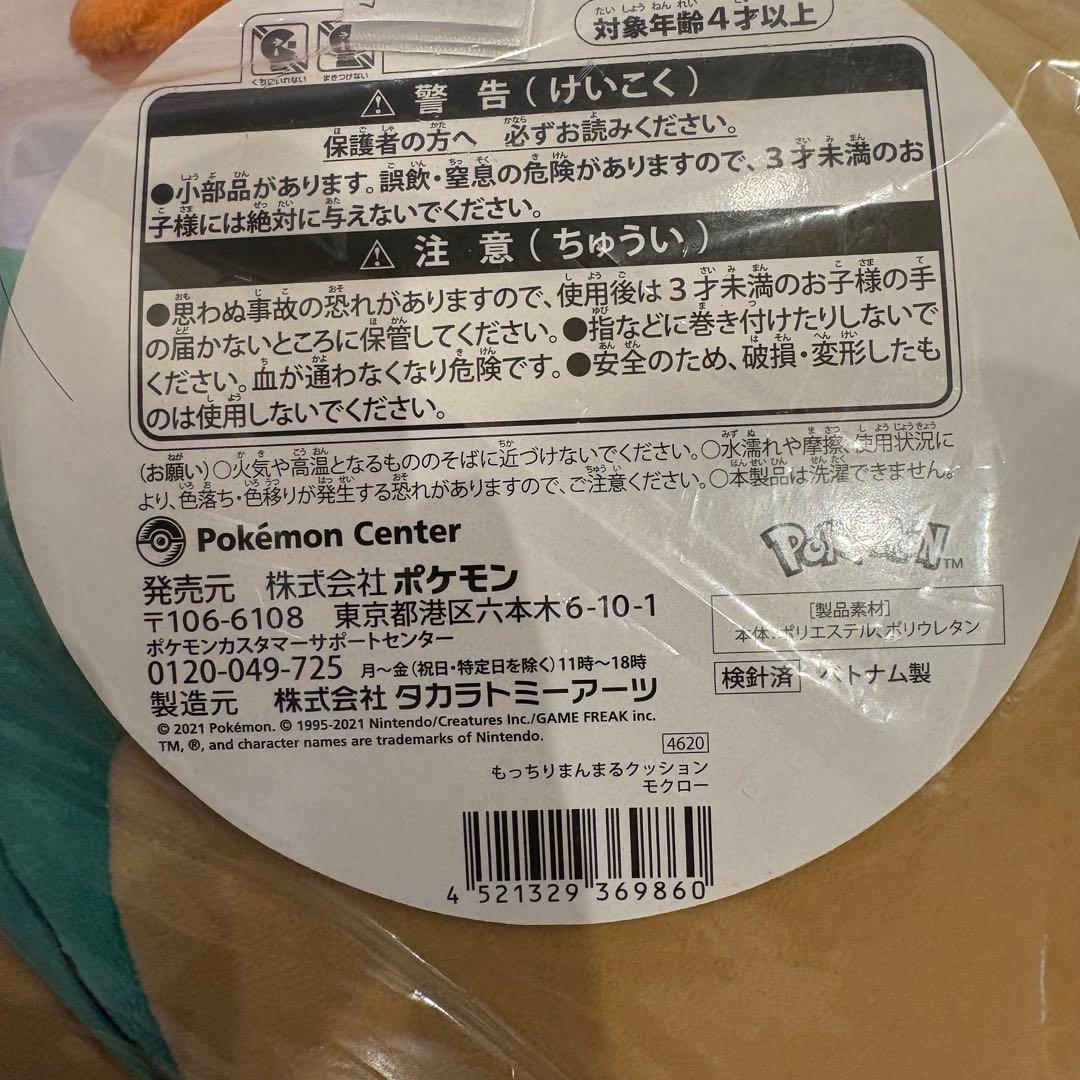 対象年齢4才以上
くちにいれない
まきつけない
警告(けいこく)
保護者の方へ 必ずお読みください。
●小部品があります。誤飲・窒息の危険がありますので、3才未満のお
子様には絶対に与えないでください。
注意(ちゅうい)
●思わぬ事故の恐れがありますので、使用後は3才未満のお子様の手
の届かないところに保管してください。●指などに巻き付けたりしないで
ください。血が通わなくなり危険です。●安全のため、破損・変形したも
のは使用しないでください。
(お願い)○火気や高温となるもののそばに近づけないでください。○水濡れや摩擦、使用状況に
より、色落ち・色移りが発生する恐れがありますので、ご注意ください。○本製品は洗濯できません。
Pokémon Center
POKÉMON™
発売元 株式会社ポケモン
〒106-6108 東京都港区六本木6-10-1
ポケモンカスタマーサポートセンター
0120-049-725 月～金(祝日・特定日を除く)11時～18時
製造元 株式会社タカラトミーアーツ
[製品素材]
本体:ポリエステル、ポリウレタン
検針済 ベトナム製
© 2021 Pokémon. © 1995-2021 Nintendo/Creatures Inc./GAME FREAK inc.
TM, ®, and character names are trademarks of Nintendo.
4620
もっちりまんまるクッション
モクロー
4 521329 369860